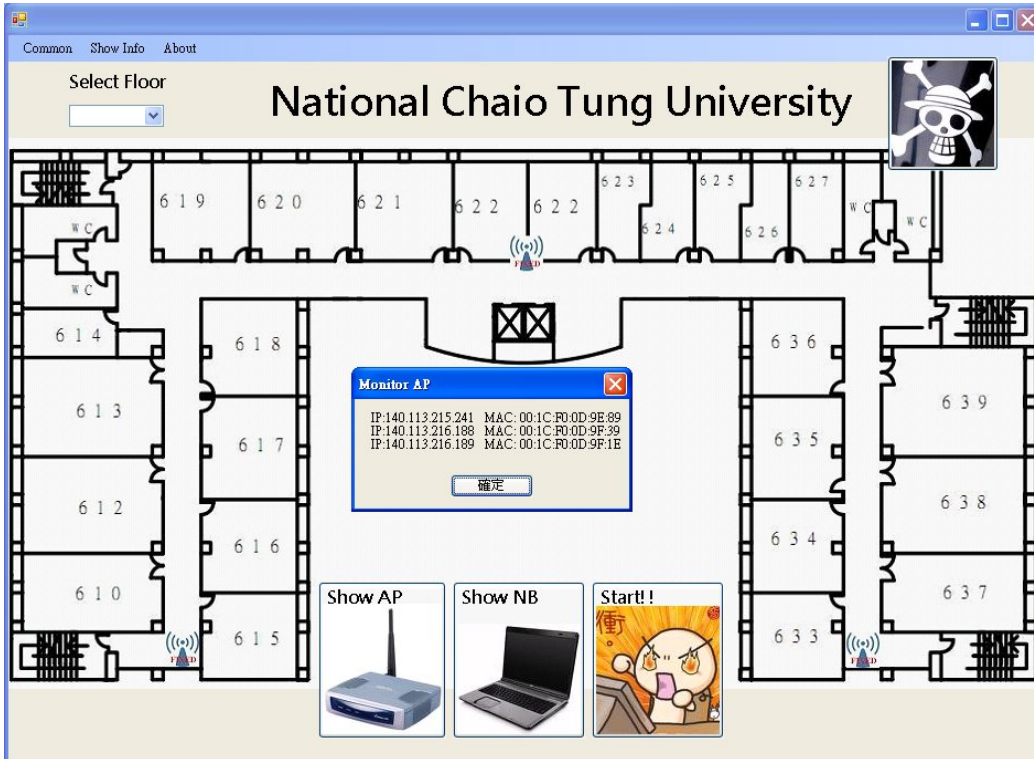 Common Show Info About
Select Floor
National Chaio Tung University
619 620 621 622 622 623 624 625 626 627 WC WC
WC
FIXED
WC
614
618
636
613
617
639
635
Monitor AP
IP:140.113.215.241 MAC: 00:1C:F0:0D:9E:89
IP:140.113.216.188 MAC: 00:1C:F0:0D:9F:39
IP:140.113.216.189 MAC: 00:1C:F0:0D:9F:1E
確定
612
616
638
634
610
615
637
633
FIXED
FIXED
Show AP
Show NB
Start!!
衝。